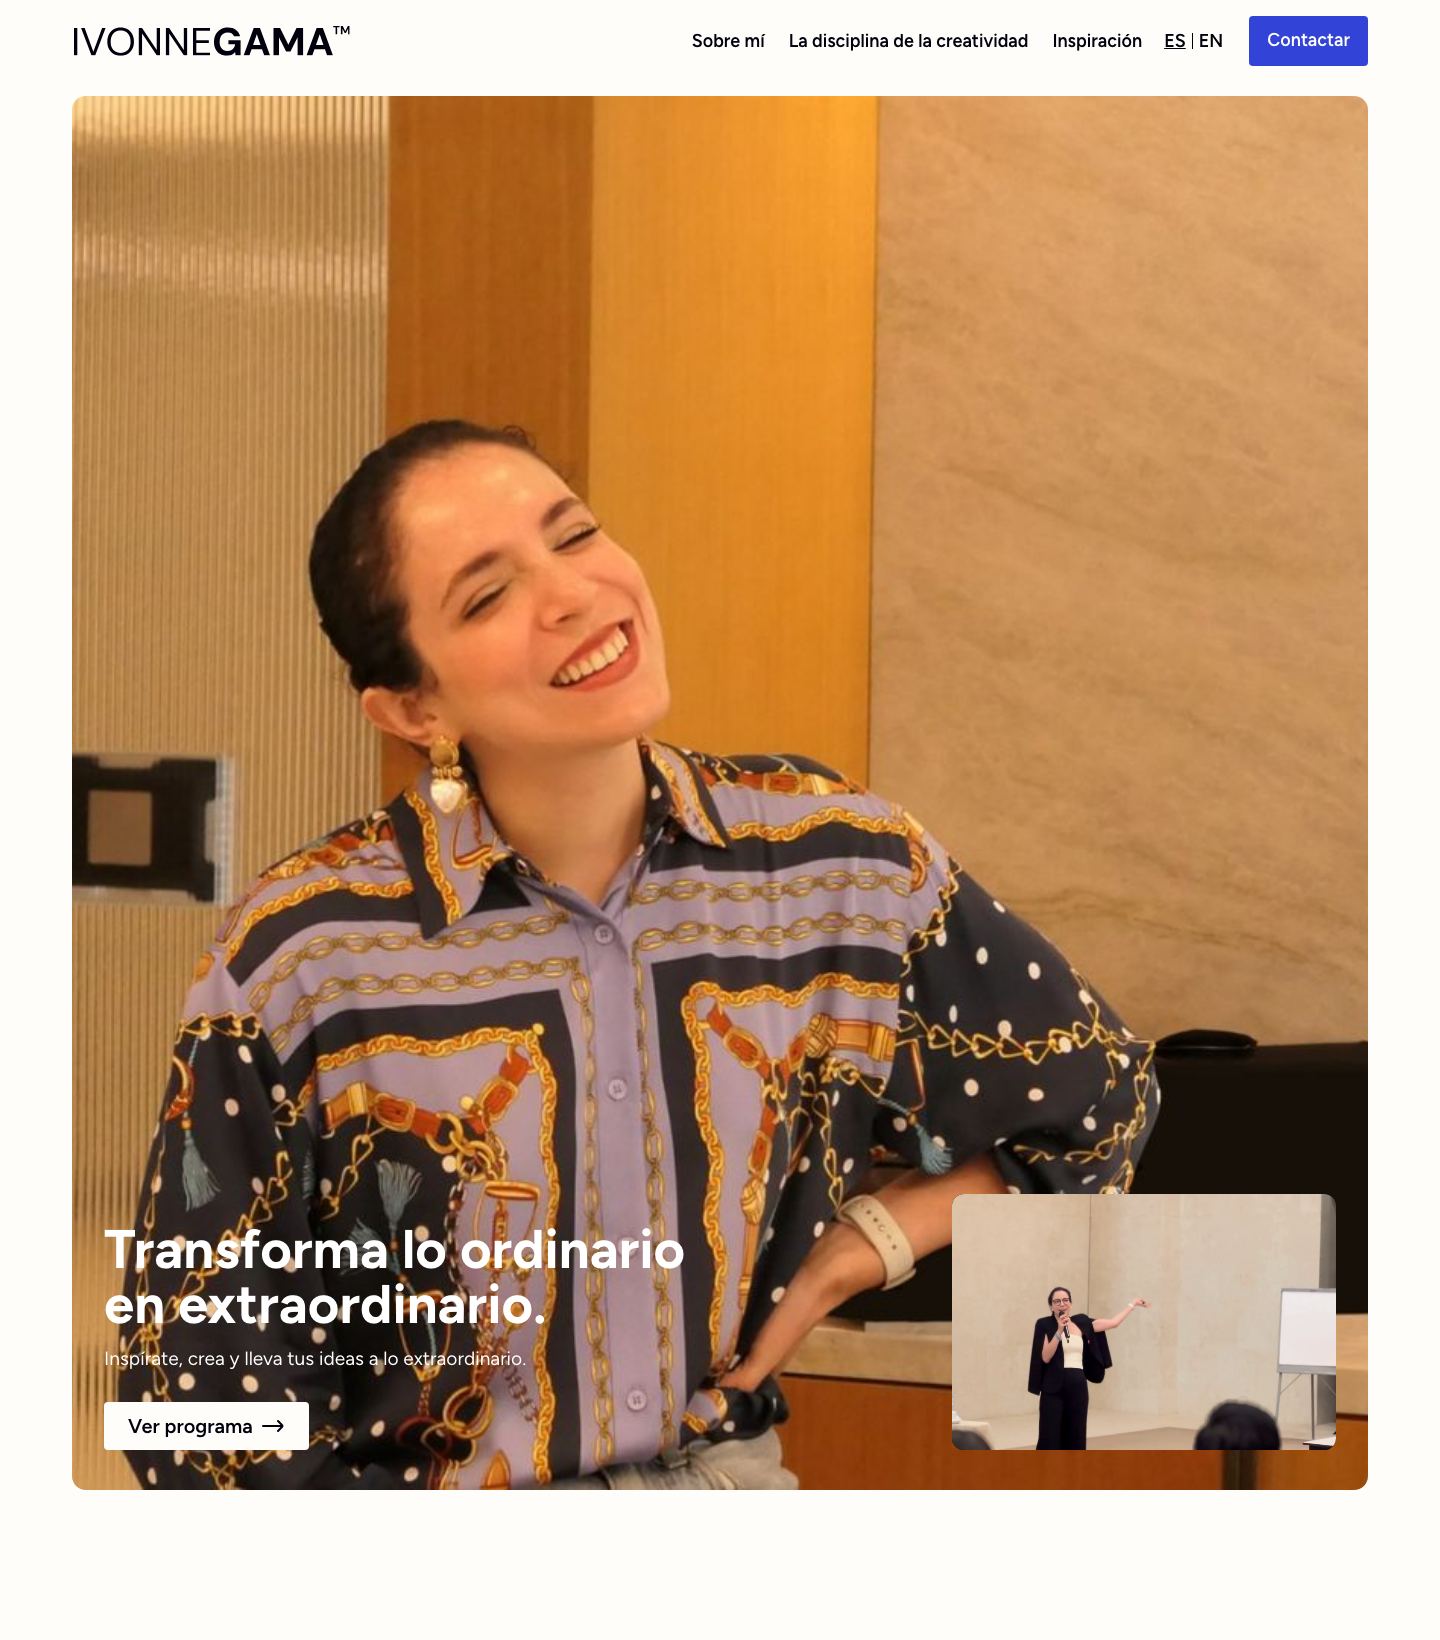 IVONNEGAMA™
Sobre mí
La disciplina de la creatividad
Inspiración
ES | EN
Contactar
Transforma lo ordinario
en extraordinario.
Inspírate, crea y lleva tus ideas a lo extraordinario.
Ver programa →